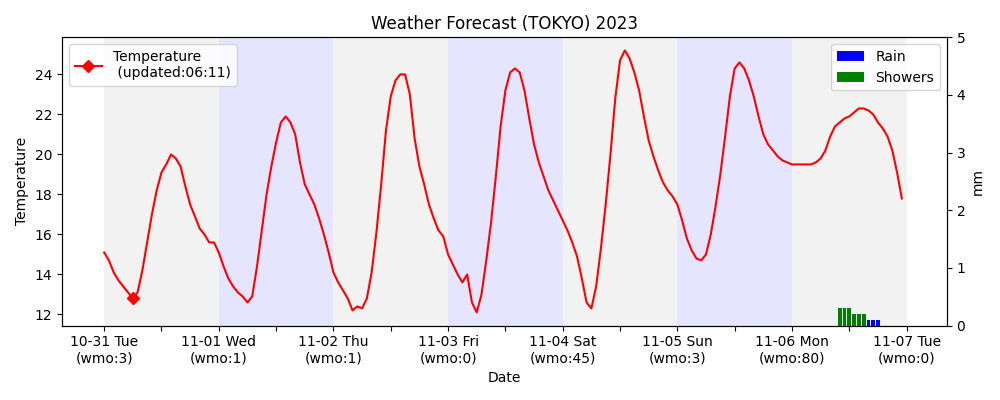 Weather Forecast (TOKYO) 2023
Temperature
(updated:06:11)
Rain
Showers
Temperature
24
22
20
18
16
14
12
5
4
3
2
1
0
mm
10-31 Tue
(wmo:3)
11-01 Wed
(wmo:1)
11-02 Thu
(wmo:1)
11-03 Fri
(wmo:0)
11-04 Sat
(wmo:45)
11-05 Sun
(wmo:3)
11-06 Mon
(wmo:80)
11-07 Tue
(wmo:0)
Date